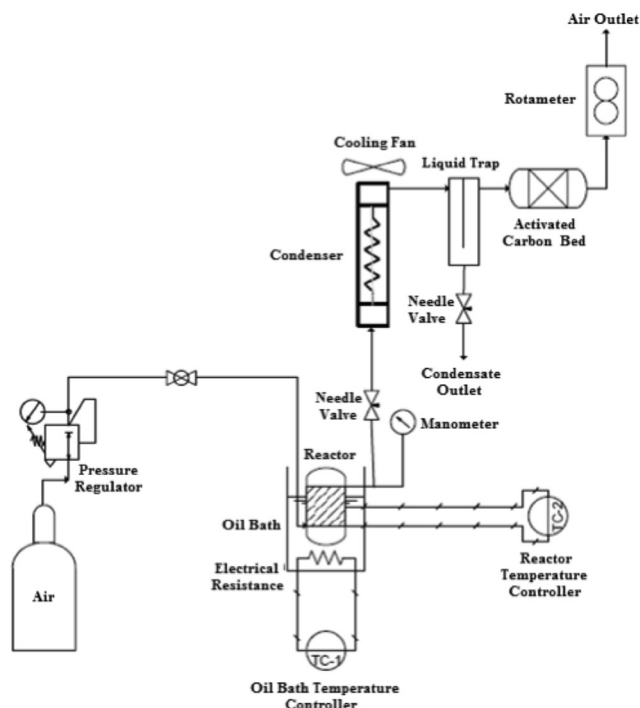 Air Outlet
Rotameter
Cooling Fan
Liquid Trap
Activated
Carbon Bed
Condenser
Needle
Valve
Condensate
Outlet
Needle
Valve
Manometer
Reactor
Pressure
Regulator
Oil Bath
TC-2
Electrical
Resistance
Reactor
Temperature
Controller
Air
TC-1
Oil Bath Temperature
Controller